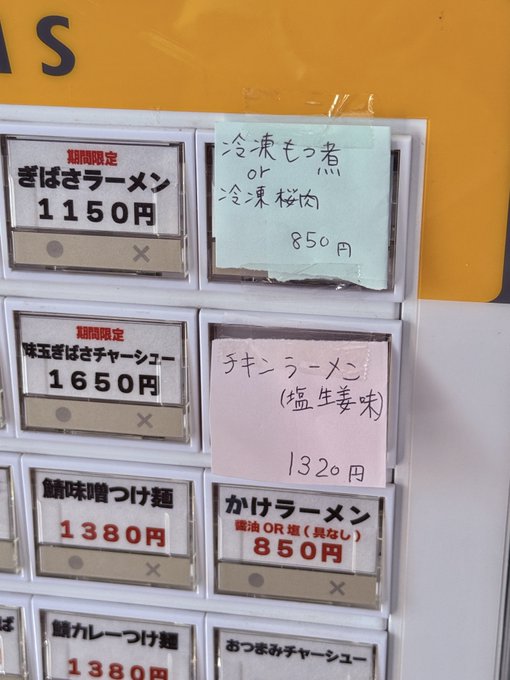 AS
期間限定
ぎばさラーメン
1150円
冷凍もつ煮
or
冷凍桜肉
850円
期間限定
味玉ぎばさチャーシュー
1650円
チキンラーメン
(塩生姜味)
1320円
鯖味噌つけ麺
1380円
かけラーメン
醤油OR塩(具なし)
850円
ば
鯖カレーつけ麺
1380円
おつまみチャーシュー